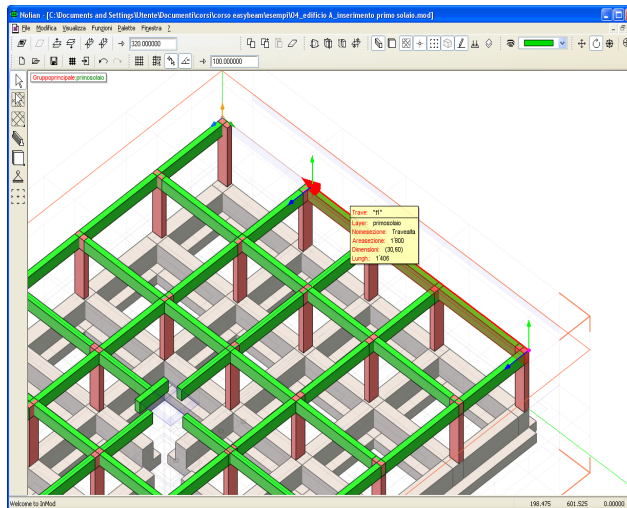 Nolian - [C:\Documents and Settings\Utente\Documenti\corsi\corso easybeam\esempi\04_edificio A_inserimento primo solaio.mod]
File Modifica Visualizza Funzioni Palette Finestra ?
320.000000
100.000000
Gruppoprincipale:primosolaio
Trave: "f1"
Layer: primosolaio
Nomesezione: Travealta
Areasezione: 1'800
Dimensioni: (30,60)
Lungh.: 1'406
Welcome to InMod 198.475 601.525 0.00000